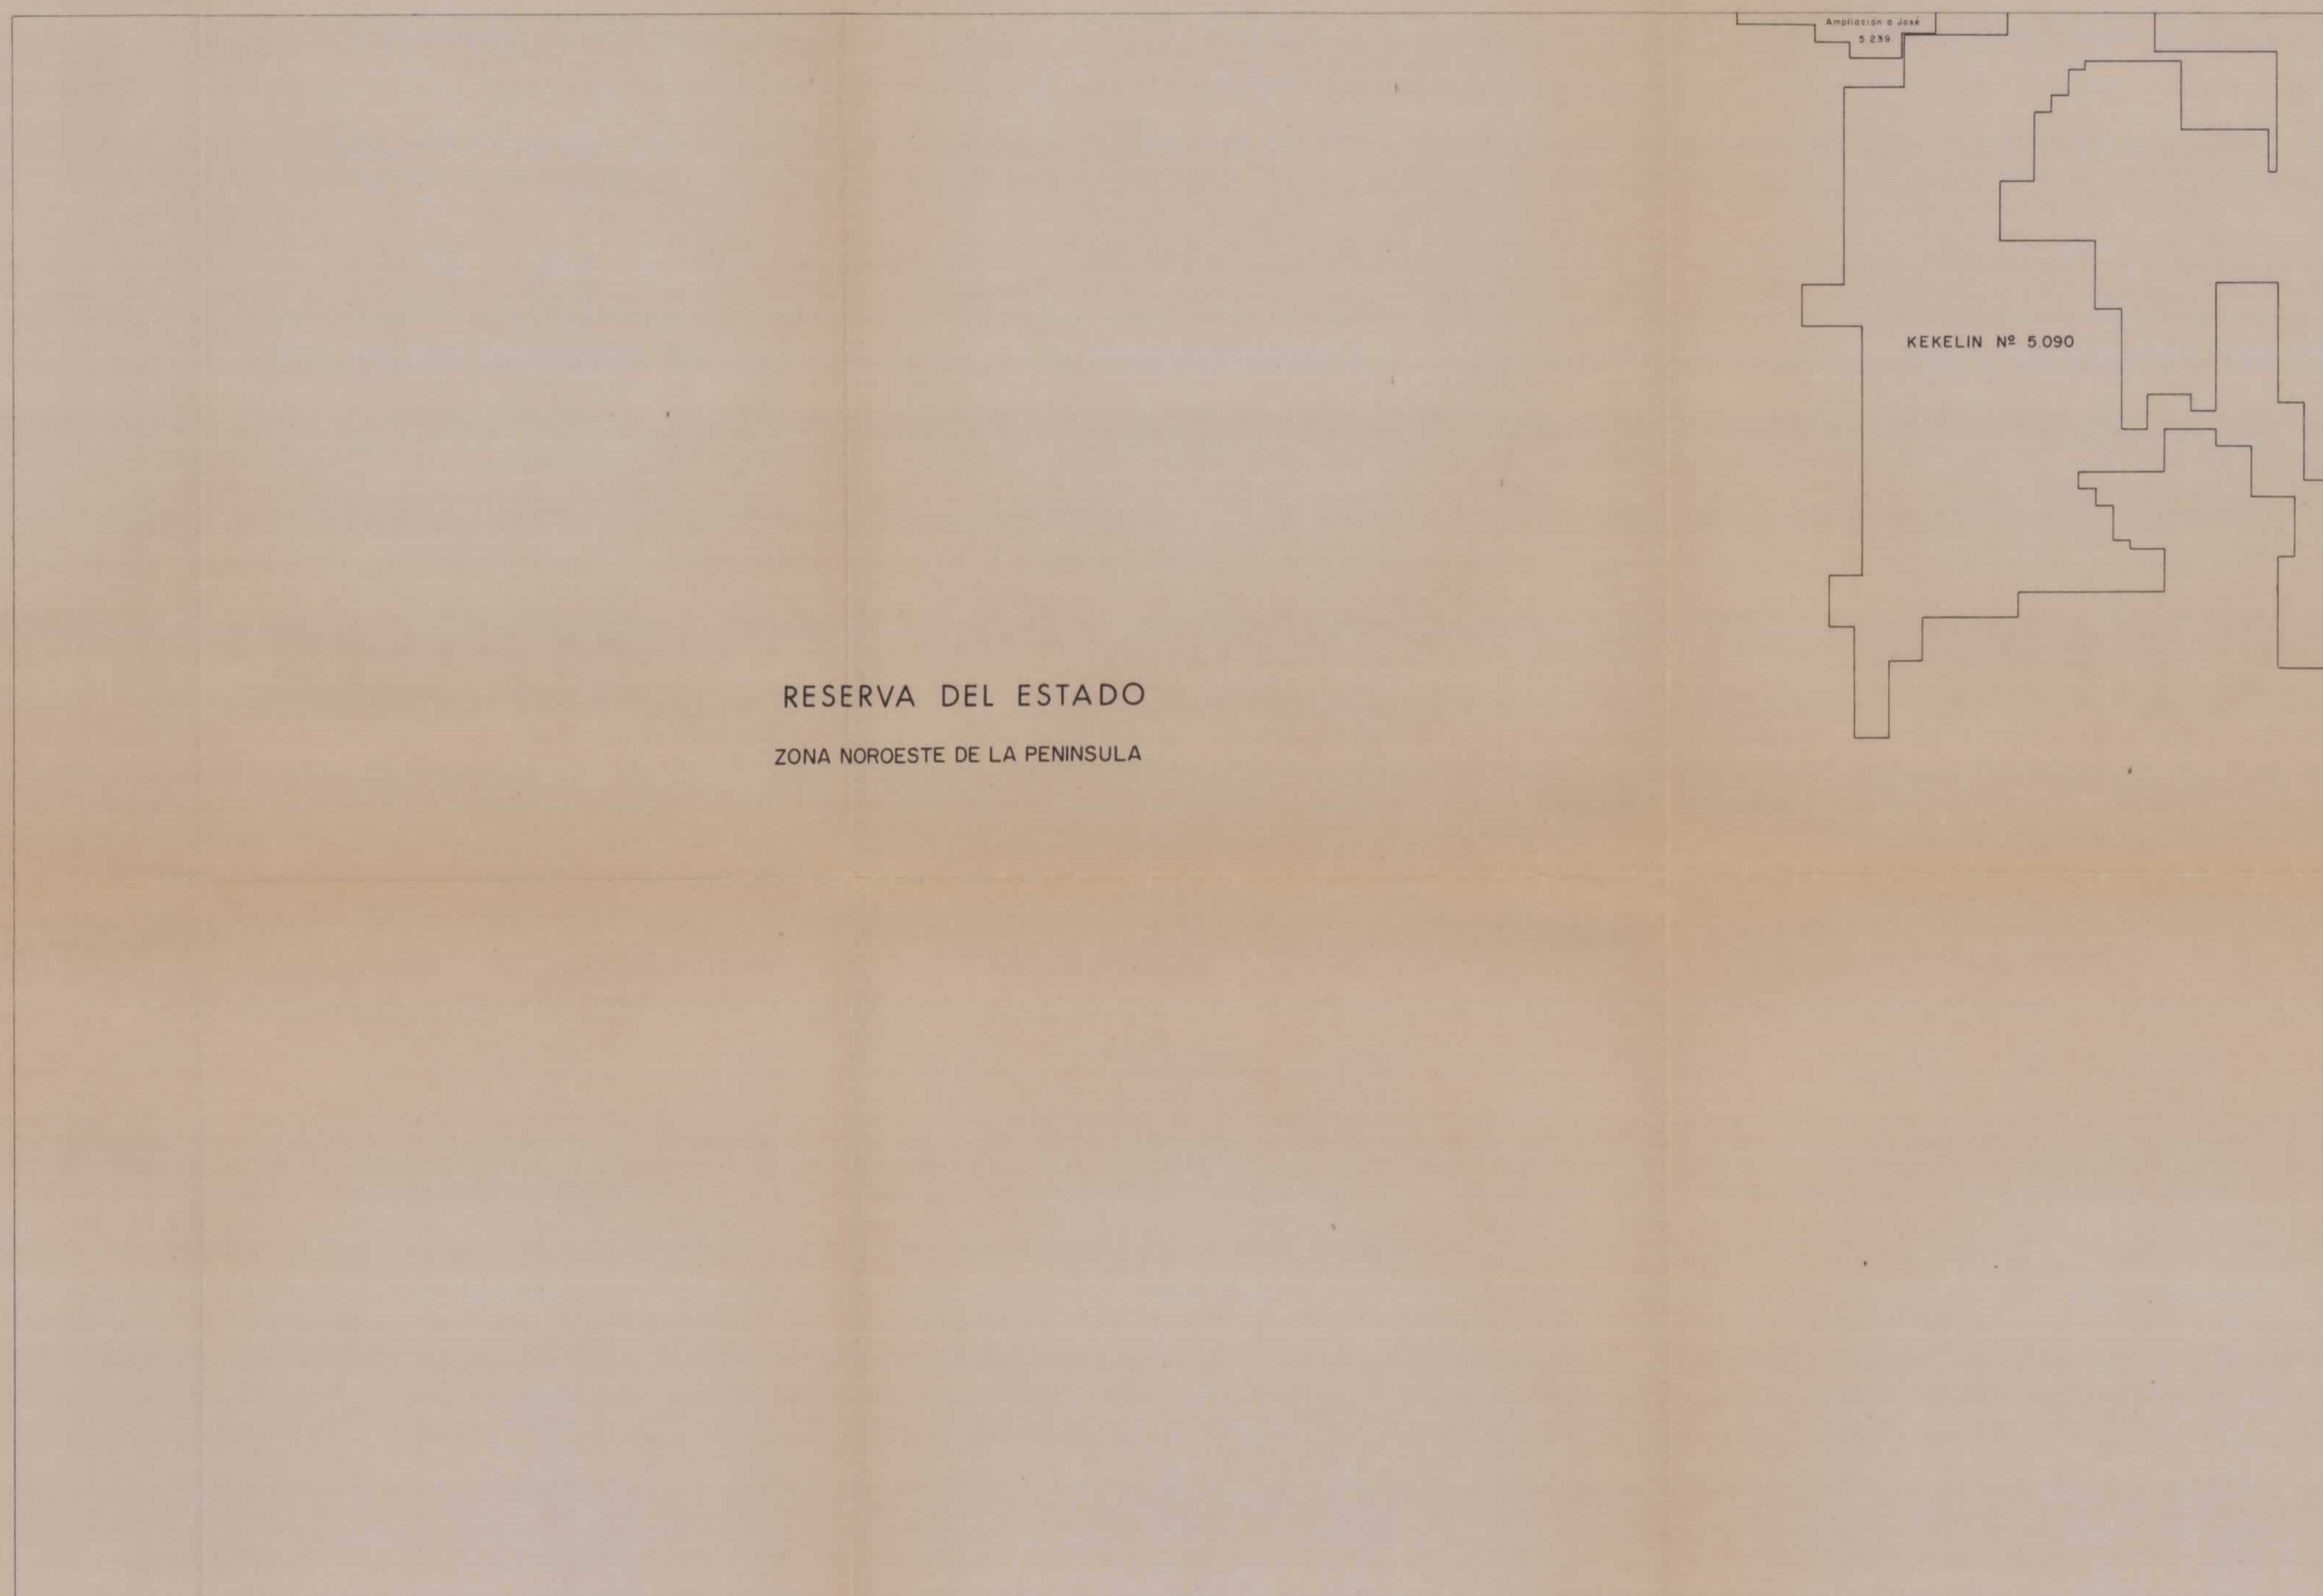 Ampliación a José
5.239
KEKELIN Nº 5.090
RESERVA DEL ESTADO
ZONA NOROESTE DE LA PENINSULA